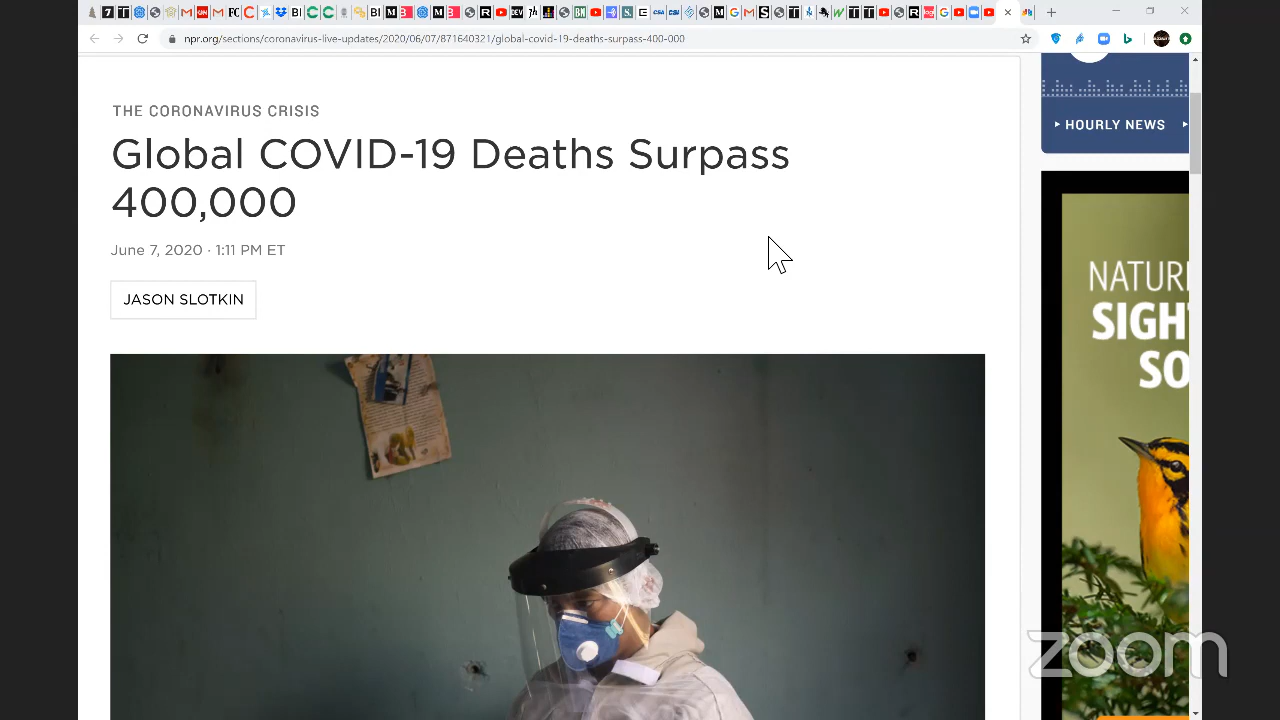 npr.org/sections/coronavirus-live-updates/2020/06/07/871640321/global-covid-19-deaths-surpass-400-000
THE CORONAVIRUS CRISIS
Global COVID-19 Deaths Surpass
400,000
June 7, 2020 · 1:11 PM ET
JASON SLOTKIN
HOURLY NEWS
NATURE
SIGHT
SO
zoom